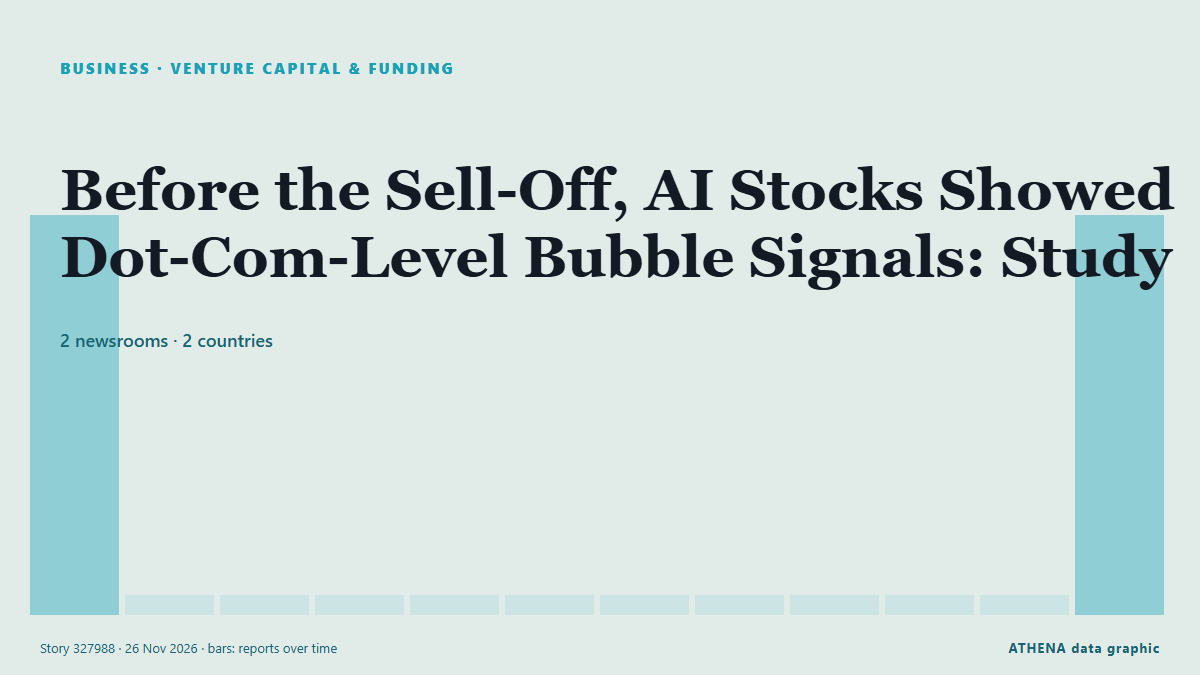 BUSINESS · VENTURE CAPITAL & FUNDING
Before the Sell-Off, AI Stocks Showed
Dot-Com-Level Bubble Signals: Study
2 newsrooms · 2 countries
Story 327988 · 26 Nov 2026 · bars: reports over time
ATHENA data graphic